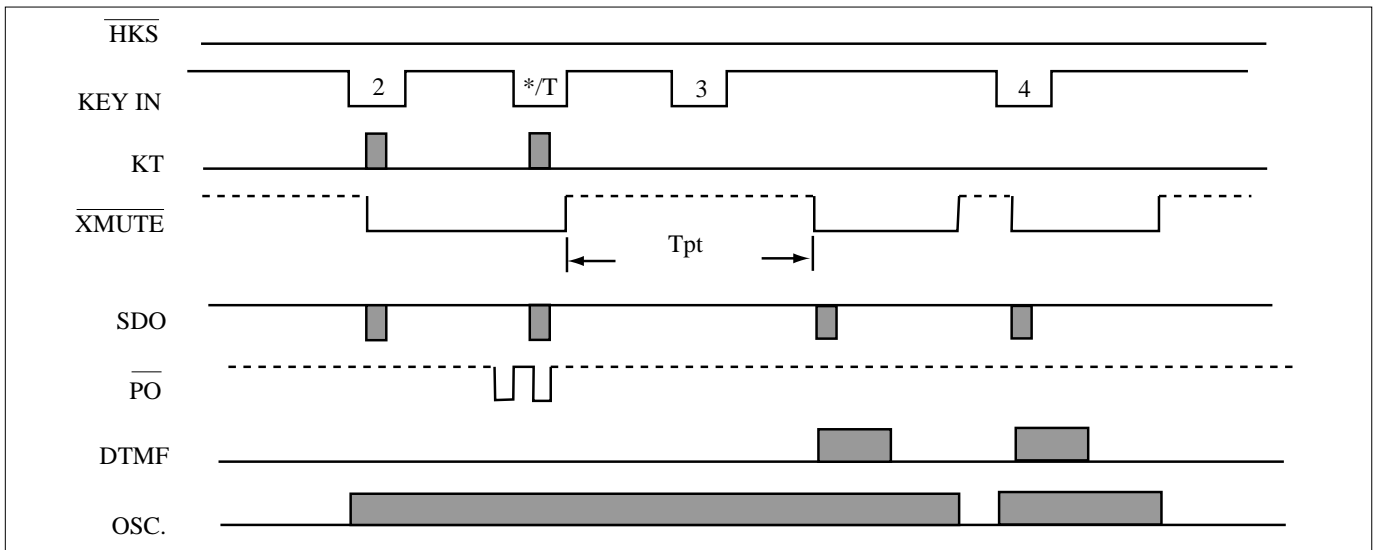 HKS
KEY IN 2 */T 3 4
KT
XMUTE
Tpt
SDO
PO
DTMF
OSC.